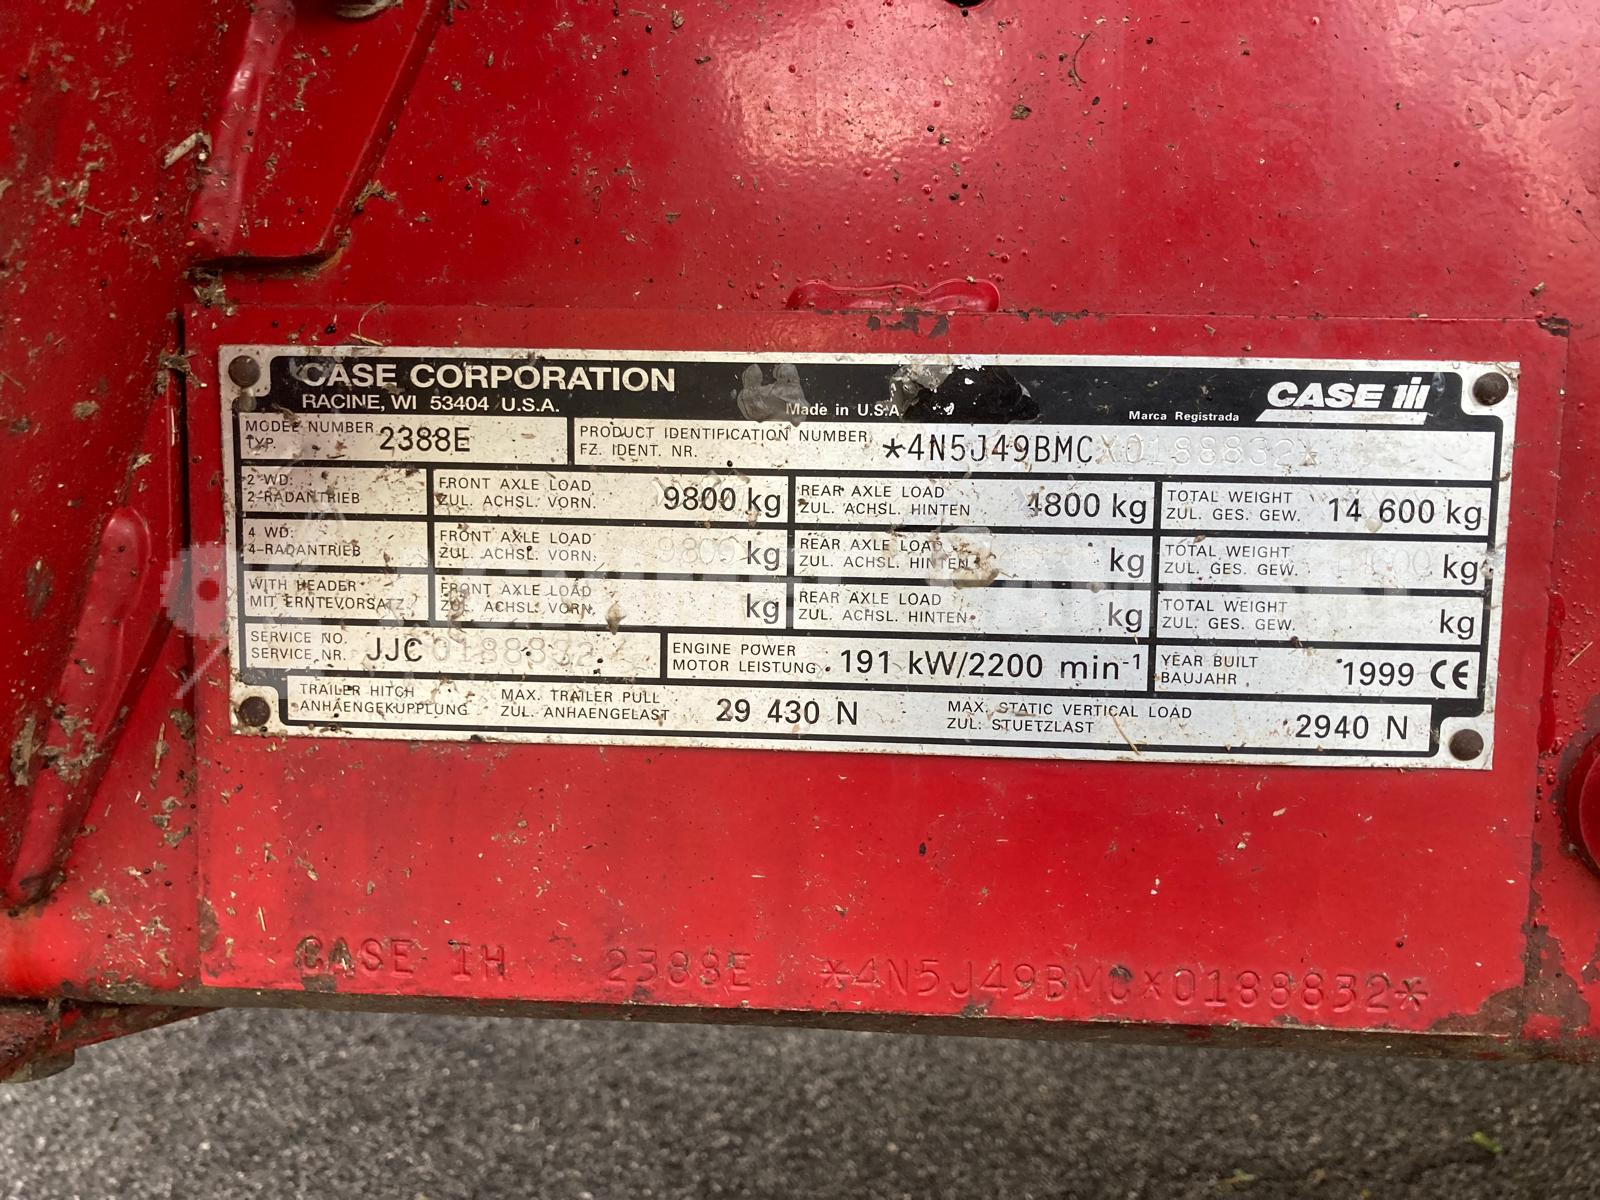 CASE CORPORATION
RACINE, WI 53404 U.S.A.
Made in U.S.A.
Marca Registrada
CASE IH
MODEL NUMBER
TYP.
2388E
PRODUCT IDENTIFICATION NUMBER
FZ. IDENT. NR.
*4N5J49BMCX0188832*
2 WD:
2-RADANTRIEB
FRONT AXLE LOAD
ZUL. ACHSL. VORN.
9800 kg
REAR AXLE LOAD
ZUL. ACHSL. HINTEN
4800 kg
TOTAL WEIGHT
ZUL. GES. GEW.
14 600 kg
4 WD:
4-RADANTRIEB
FRONT AXLE LOAD
ZUL. ACHSL. VORN.
9800 kg
REAR AXLE LOAD
ZUL. ACHSL. HINTEN
kg
TOTAL WEIGHT
ZUL. GES. GEW.
kg
WITH HEADER
MIT ERNTEVORSATZ
FRONT AXLE LOAD
ZUL. ACHSL. VORN.
kg
REAR AXLE LOAD
ZUL. ACHSL. HINTEN
kg
TOTAL WEIGHT
ZUL. GES. GEW.
kg
SERVICE NO.
SERVICE NR.
JJC0188832
ENGINE POWER
MOTOR LEISTUNG
191 kW/2200 min-1
YEAR BUILT
BAUJAHR
1999 CE
TRAILER HITCH
ANHAENGEKUPPLUNG
MAX. TRAILER PULL
ZUL. ANHAENGELAST
29 430 N
MAX. STATIC VERTICAL LOAD
ZUL. STUETZLAST
2940 N
CASE IH 2388E *4N5J49BMCX0188832*